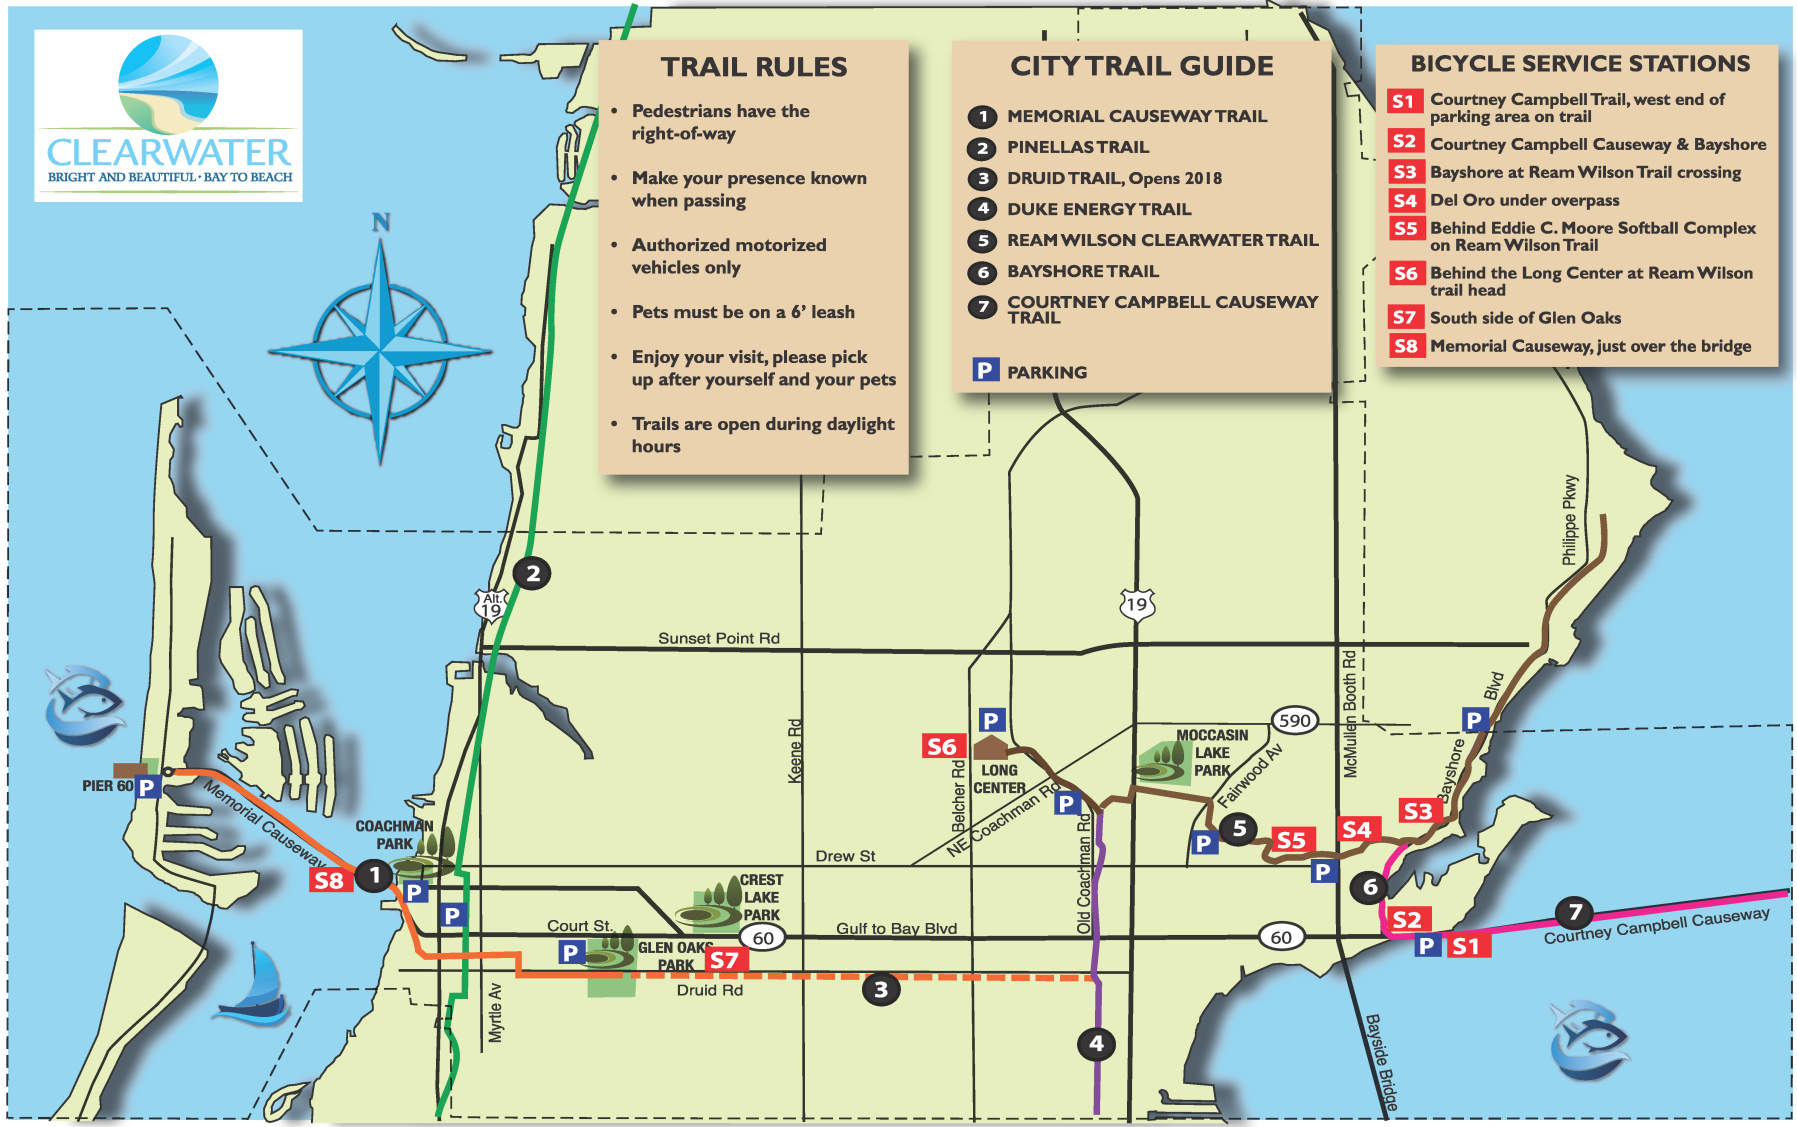 CLEARWATER
BRIGHT AND BEAUTIFUL • BAY TO BEACH
N
TRAIL RULES
• Pedestrians have the
right-of-way
• Make your presence known
when passing
• Authorized motorized
vehicles only
• Pets must be on a 6’ leash
• Enjoy your visit, please pick
up after yourself and your pets
• Trails are open during daylight
hours
CITY TRAIL GUIDE
1 MEMORIAL CAUSEWAY TRAIL
2 PINELLAS TRAIL
3 DRUID TRAIL, Opens 2018
4 DUKE ENERGY TRAIL
5 REAM WILSON CLEARWATER TRAIL
6 BAYSHORE TRAIL
7 COURTNEY CAMPBELL CAUSEWAY
TRAIL
P PARKING
BICYCLE SERVICE STATIONS
S1 Courtney Campbell Trail, west end of
parking area on trail
S2 Courtney Campbell Causeway & Bayshore
S3 Bayshore at Ream Wilson Trail crossing
S4 Del Oro under overpass
S5 Behind Eddie C. Moore Softball Complex
on Ream Wilson Trail
S6 Behind the Long Center at Ream Wilson
trail head
S7 South side of Glen Oaks
S8 Memorial Causeway, just over the bridge
Philippe Pkwy
2
Alt.
19
19
Sunset Point Rd
McMullen Booth Rd
Blvd
Bayshore
P
590
P
S6
LONG
CENTER
MOCCASIN
LAKE
PARK
Fairwood Av
Keene Rd
Belcher Rd
NE Coachman Rd
P
Old Coachman Rd
PIER 60
P
Memorial Causeway
COACHMAN
PARK
S8
1
P
P
Drew St
P
5
S5
S4
S3
P
6
S2
P
S1
7
Courtney Campbell Causeway
CREST
LAKE
PARK
Court St.
60
Gulf to Bay Blvd
60
P
GLEN OAKS
PARK
S7
Druid Rd
3
Myrtle Av
4
Bayside Bridge